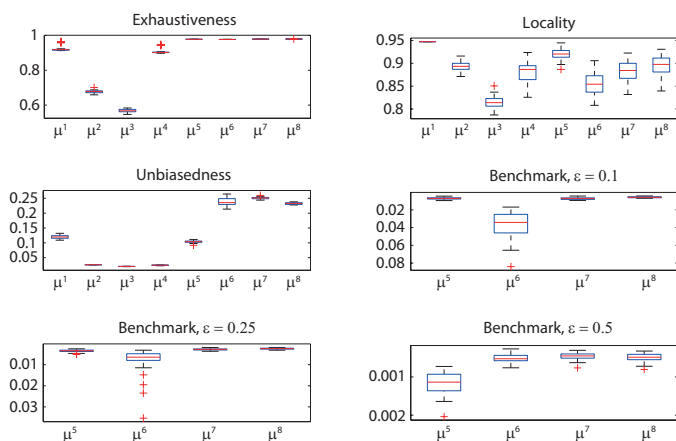 Exhaustiveness
1
0.8
0.6
μ¹ μ² μ³ μ⁴ μ⁵ μ⁶ μ⁷ μ⁸
Locality
0.95
0.9
0.85
0.8
μ¹ μ² μ³ μ⁴ μ⁵ μ⁶ μ⁷ μ⁸
Unbiasedness
0.25
0.2
0.1
0.05
μ¹ μ² μ³ μ⁴ μ⁵ μ⁶ μ⁷ μ⁸
Benchmark, ε = 0.1
0.02
0.04
0.06
0.08
μ⁵ μ⁶ μ⁷ μ⁸
Benchmark, ε = 0.25
0.01
0.02
0.03
μ⁵ μ⁶ μ⁷ μ⁸
Benchmark, ε = 0.5
0.001
0.002
μ⁵ μ⁶ μ⁷ μ⁸